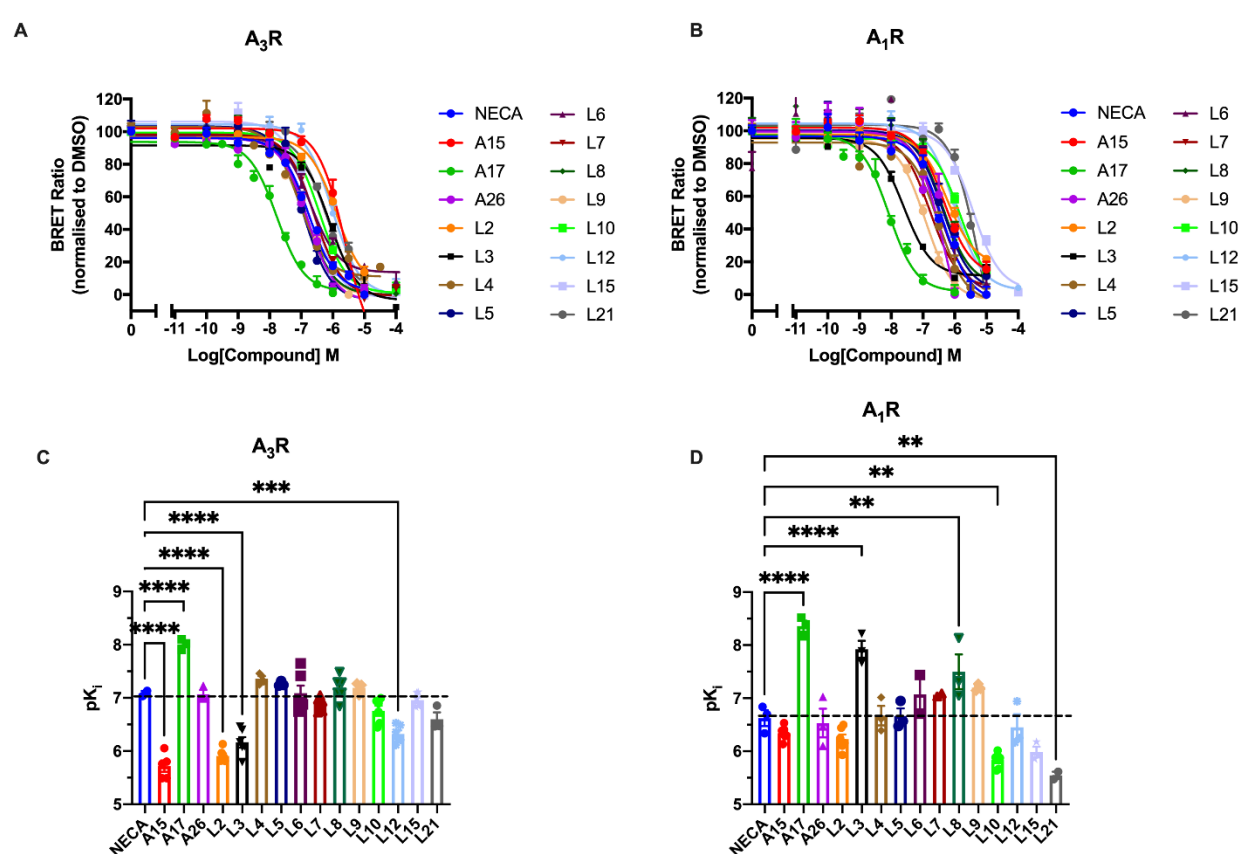 A
A3R
BRET Ratio
(normalised to DMSO)
120
100
80
60
40
20
0
0
-11
-10
-9
-8
-7
-6
-5
-4
Log[Compound] M
NECA
A15
A17
A26
L2
L3
L4
L5
L6
L7
L8
L9
L10
L12
L15
L21
B
A1R
BRET Ratio
(normalised to DMSO)
120
100
80
60
40
20
0
0
-11
-10
-9
-8
-7
-6
-5
-4
Log[Compound] M
NECA
A15
A17
A26
L2
L3
L4
L5
L6
L7
L8
L9
L10
L12
L15
L21
C
A3R
***
****
****
****
****
pKi
9
8
7
6
5
NECA
A15
A17
A26
L2
L3
L4
L5
L6
L7
L8
L9
L10
L12
L15
L21
D
A1R
**
**
**
****
****
pKi
9
8
7
6
5
NECA
A15
A17
A26
L2
L3
L4
L5
L6
L7
L8
L9
L10
L12
L15
L21